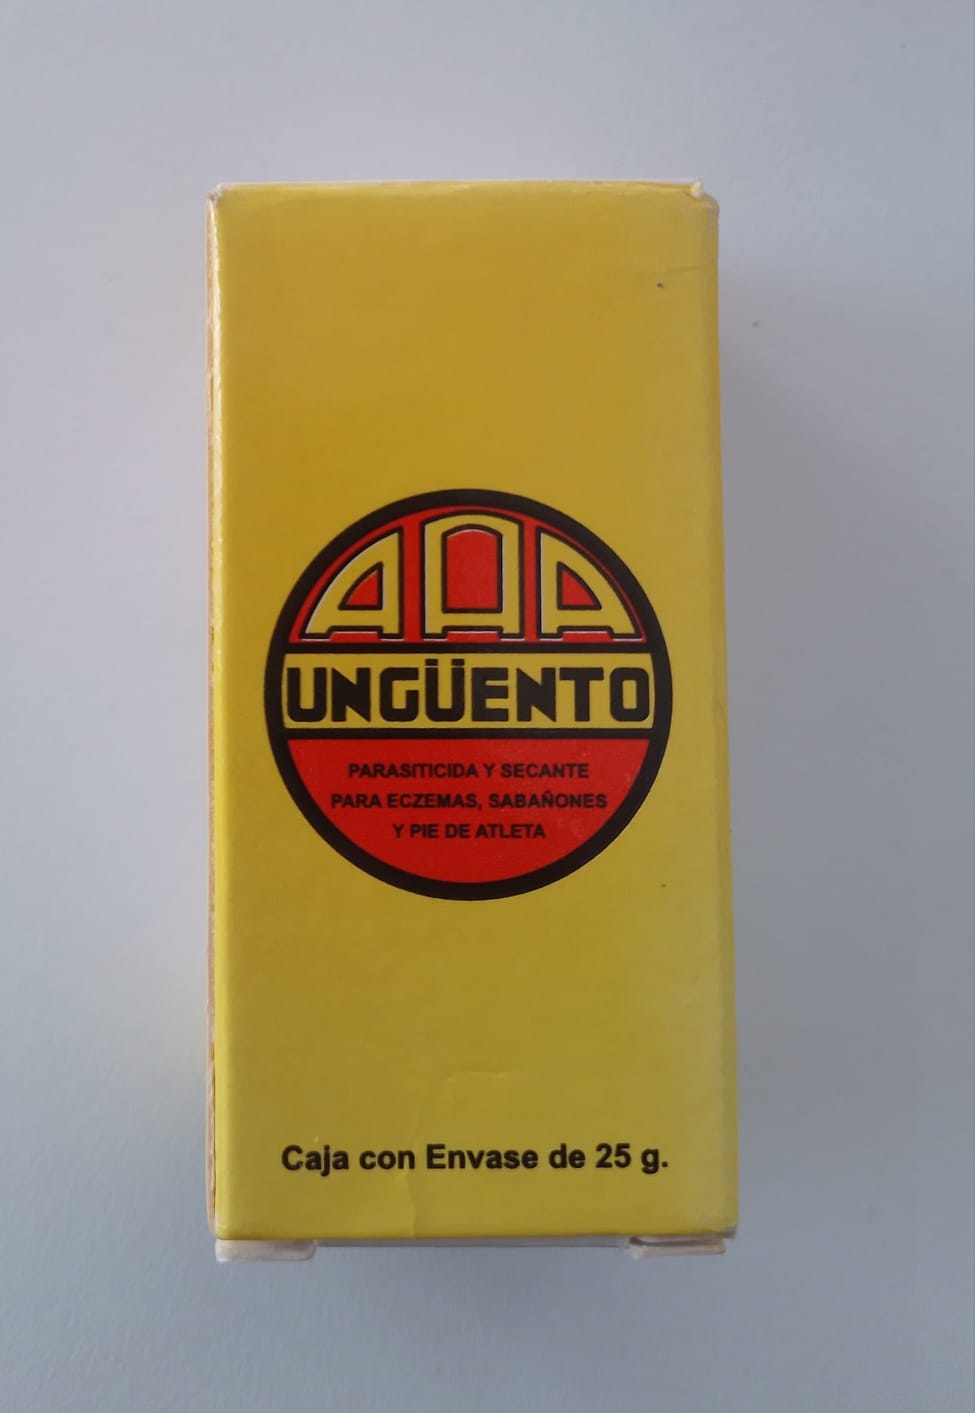 AAA
UNGÜENTO
PARASITICIDA Y SECANTE
PARA ECZEMAS, SABAÑONES
Y PIE DE ATLETA
Caja con Envase de 25 g.